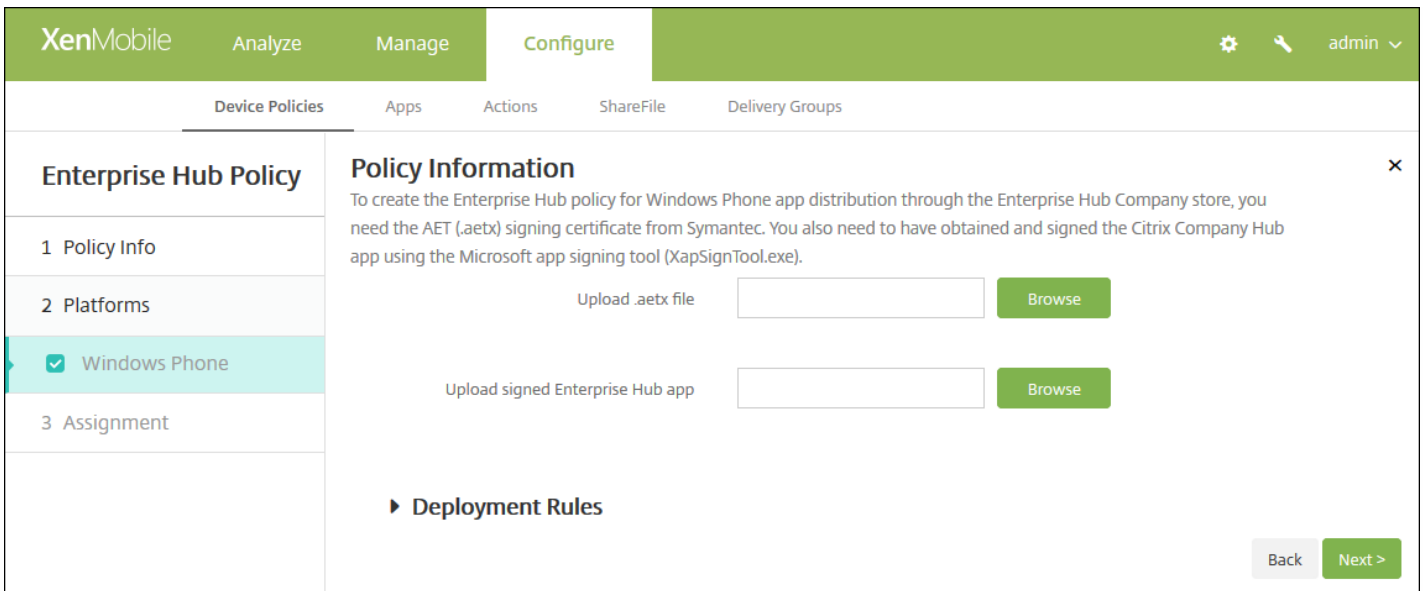 XenMobile Analyze Manage Configure admin
Device Policies Apps Actions ShareFile Delivery Groups
Enterprise Hub Policy
1 Policy Info
2 Platforms
Windows Phone
3 Assignment
Policy Information
To create the Enterprise Hub policy for Windows Phone app distribution through the Enterprise Hub Company store, you
need the AET (.aetx) signing certificate from Symantec. You also need to have obtained and signed the Citrix Company Hub
app using the Microsoft app signing tool (XapSignTool.exe).
Upload .aetx file Browse
Upload signed Enterprise Hub app Browse
Deployment Rules
Back Next >